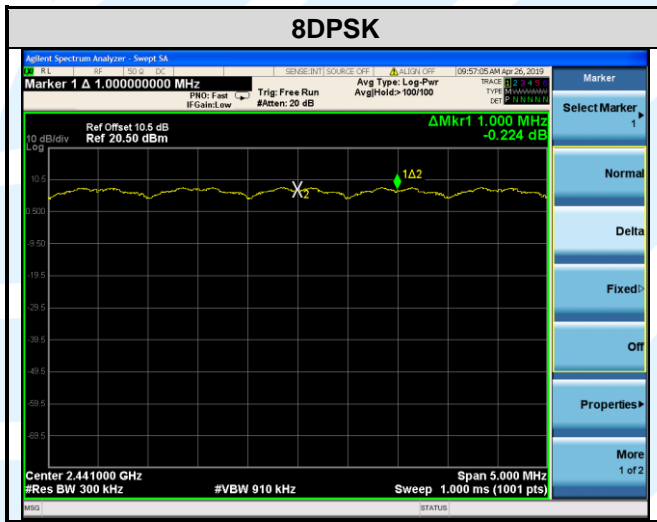 8DPSK
Agilent Spectrum Analyzer - Swept SA
RL RF 50 Ω DC SENSE:INT SOURCE OFF ALIGN OFF 09:57:05 AM Apr 26, 2019
Marker 1 Δ 1.000000000 MHz
PNO: Fast
IFGain:Low
Trig: Free Run
#Atten: 20 dB
Avg Type: Log-Pwr
Avg|Hold:> 100/100
TRACE 1 2 3 4 5 6
TYPE M
DET P N N N N N
Marker
Select Marker
1
Normal
Delta
Fixed
Off
Properties
More
1 of 2
ΔMkr1 1.000 MHz
-0.224 dB
Ref Offset 10.5 dB
10 dB/div Ref 20.50 dBm
Log
10.5
0.500
-9.50
-19.5
-29.5
-39.5
-49.5
-59.5
-69.5
1Δ2
X2
Center 2.441000 GHz Span 5.000 MHz
#Res BW 300 kHz #VBW 910 kHz Sweep 1.000 ms (1001 pts)
MSG STATUS